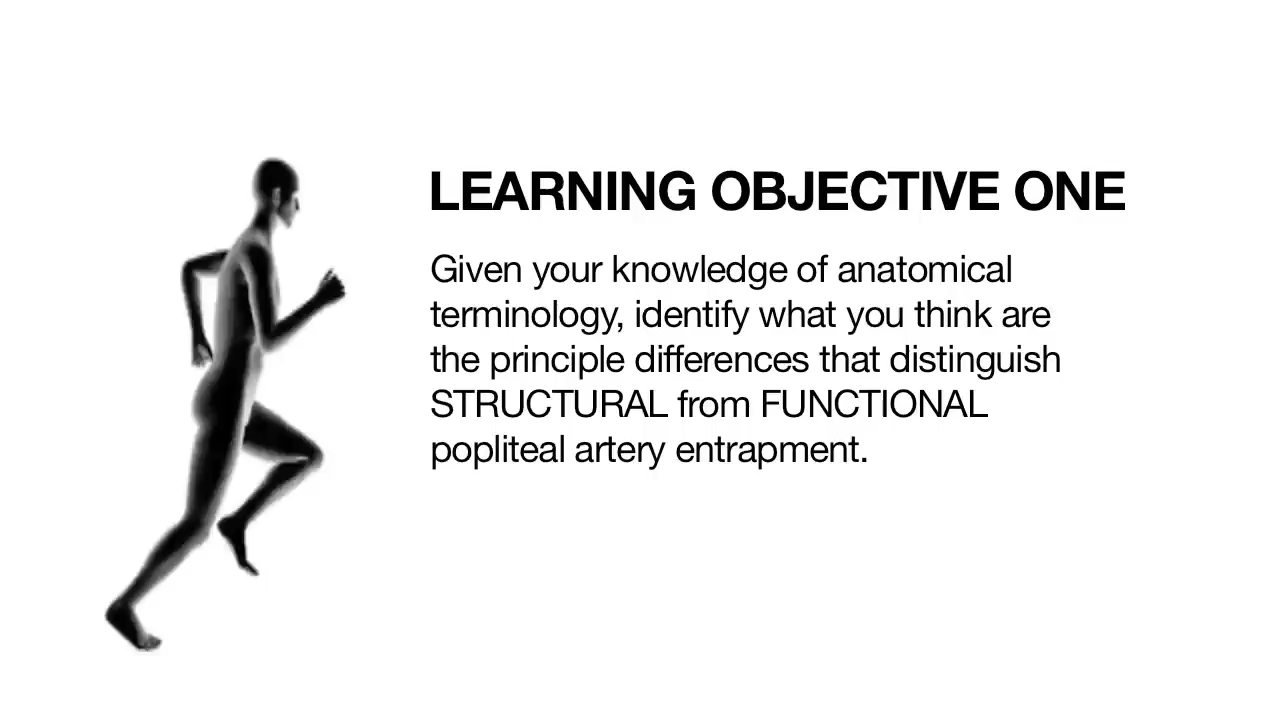 LEARNING OBJECTIVE ONE
Given your knowledge of anatomical
terminology, identify what you think are
the principle differences that distinguish
STRUCTURAL from FUNCTIONAL
popliteal artery entrapment.